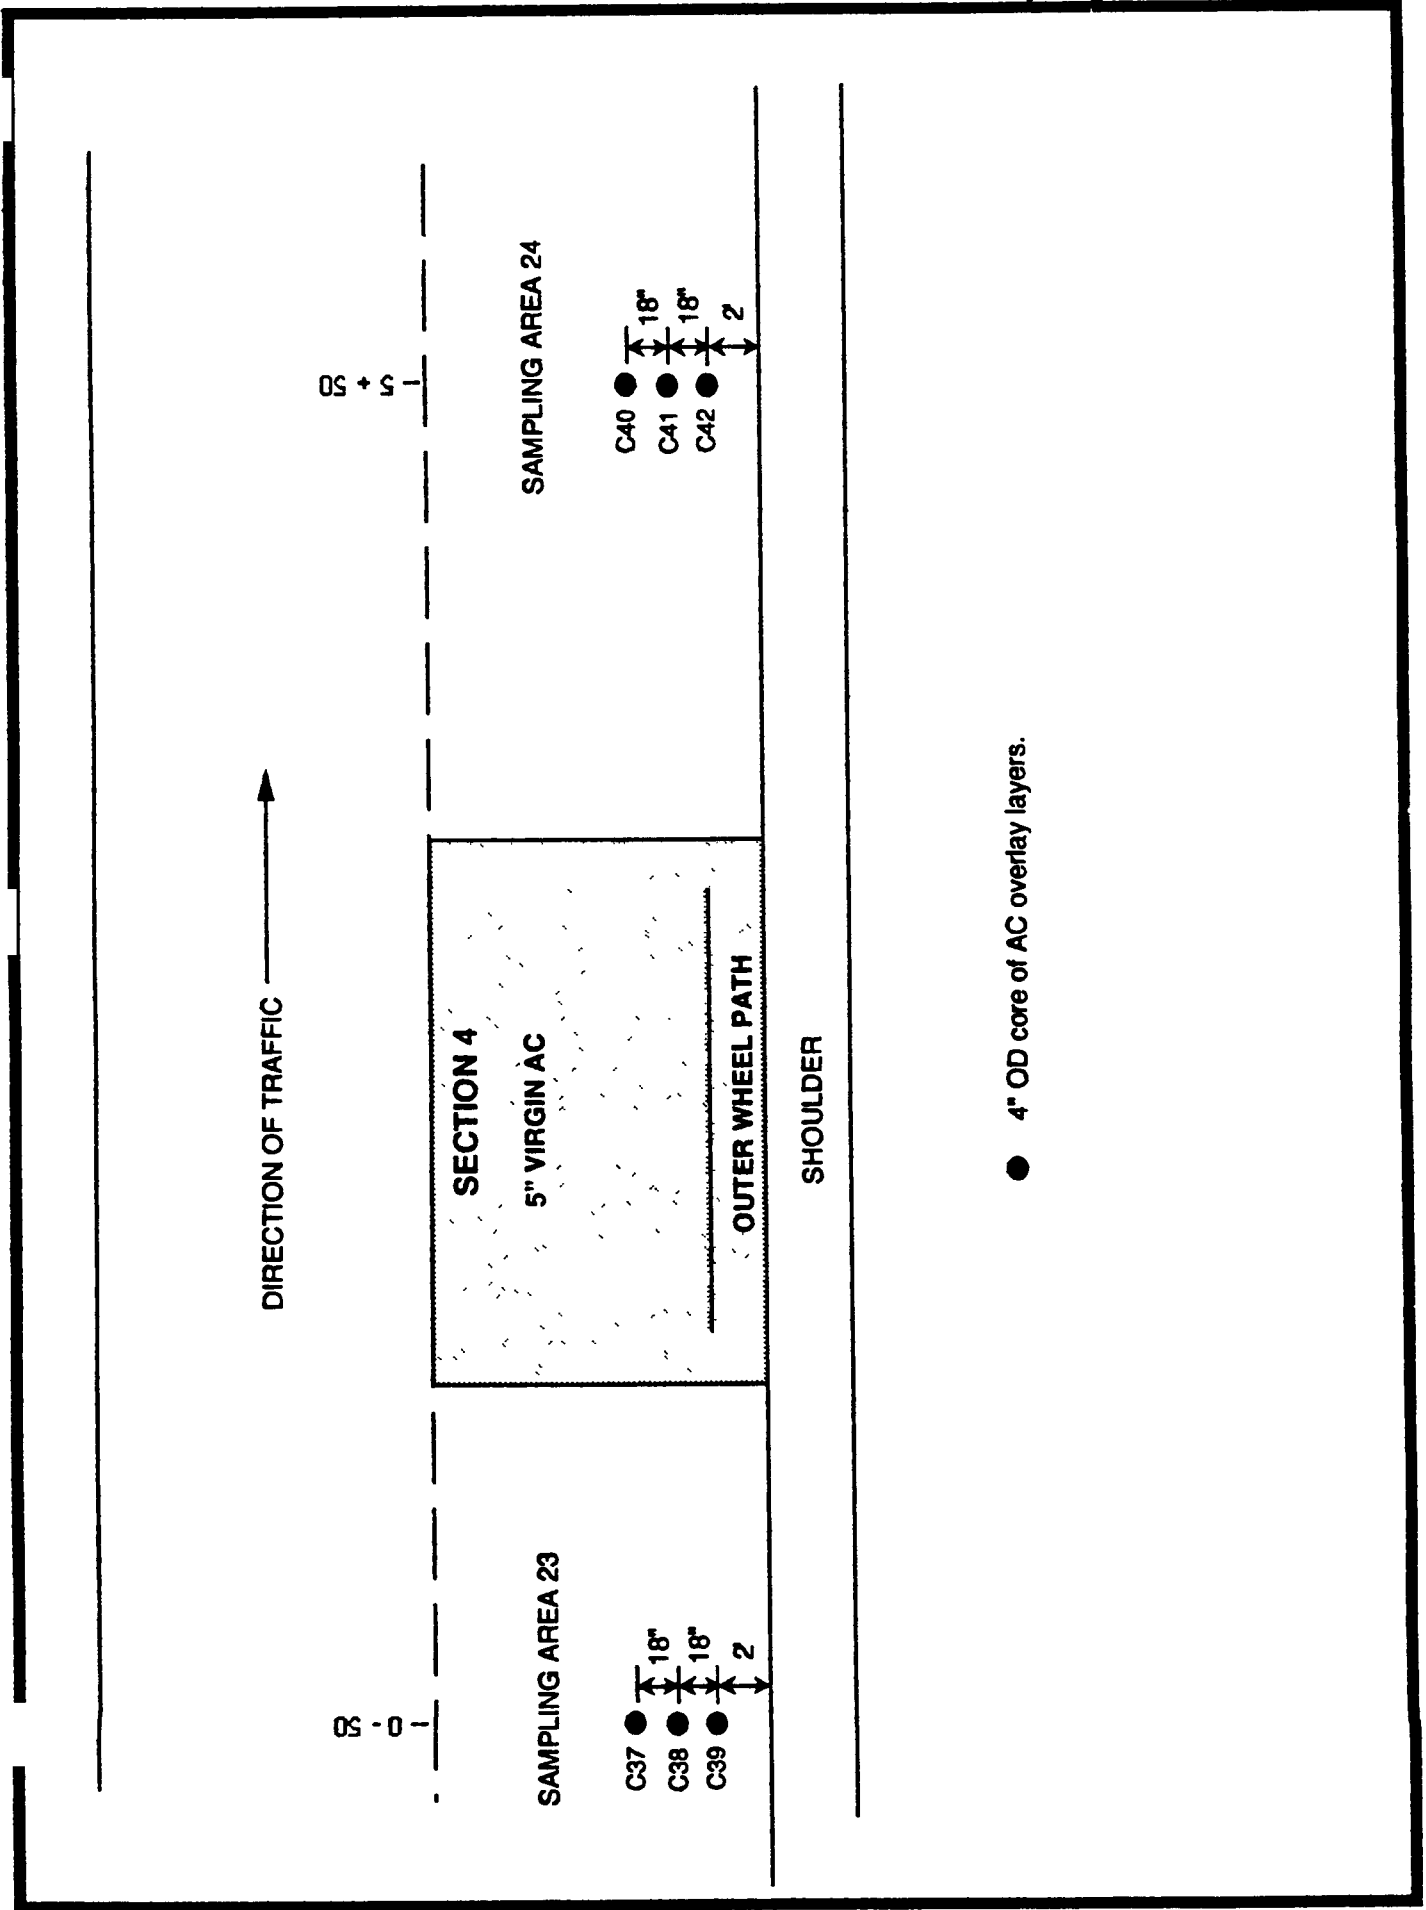 DIRECTION OF TRAFFIC
0 - 50
5 + 50
SECTION 4
5" VIRGIN AC
OUTER WHEEL PATH
SAMPLING AREA 23
SAMPLING AREA 24
C37
18"
C38
18"
C39
2'
C40
18"
C41
18"
C42
2'
SHOULDER
4" OD core of AC overlay layers.